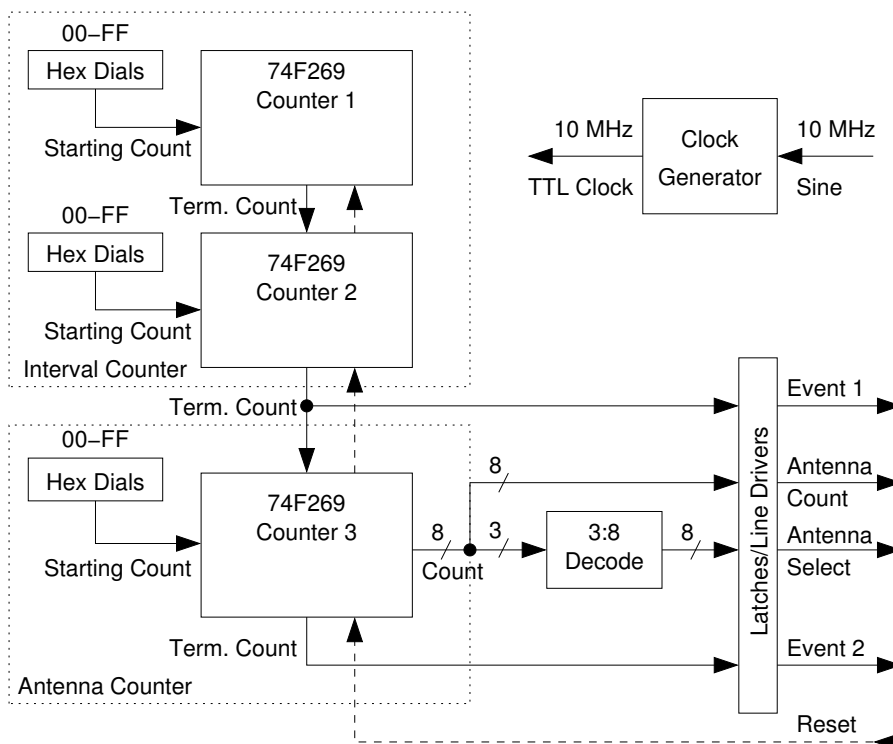 00–FF
Hex Dials
74F269
Counter 1
Starting Count
Term. Count
10 MHz
TTL Clock
Clock
Generator
10 MHz
Sine
00–FF
Hex Dials
74F269
Counter 2
Starting Count
Interval Counter
Term. Count
00–FF
Hex Dials
74F269
Counter 3
Starting Count
8
Count
8
3
3:8
Decode
8
Latches/Line Drivers
Event 1
Antenna
Count
Antenna
Select
Event 2
Term. Count
Antenna Counter
Reset